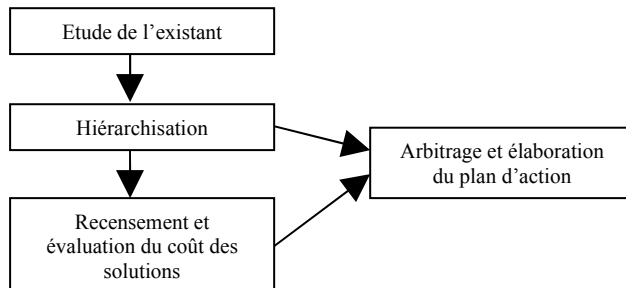 Etude de l’existant
Hiérarchisation
Arbitrage et élaboration
du plan d’action
Recensement et
évaluation du coût des
solutions